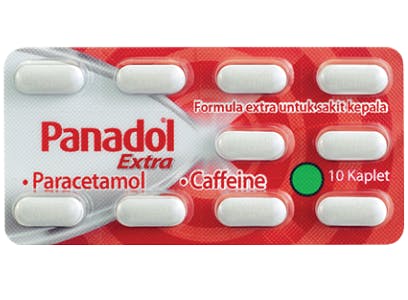 Formula extra untuk sakit kepala
Panadol
Extra
• Paracetamol
• Caffeine
10 Kaplet